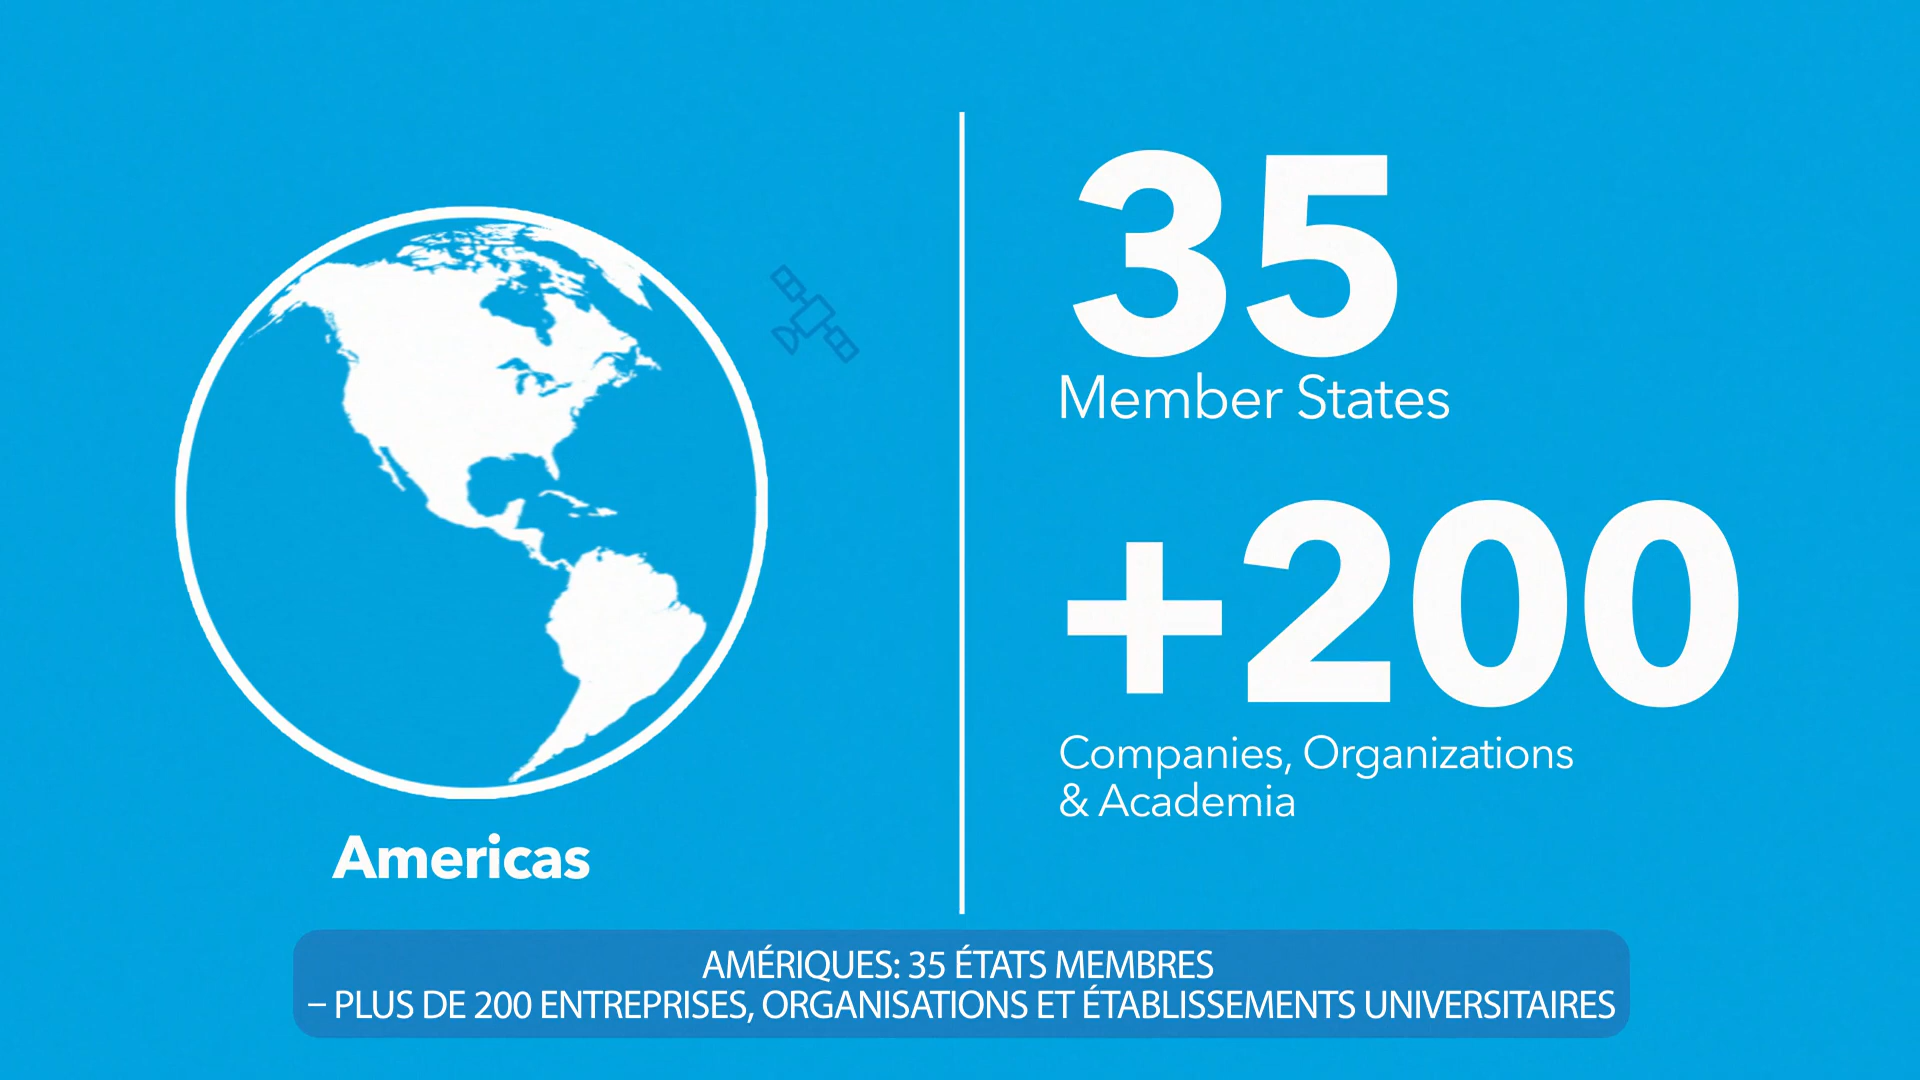 35
Member States
+200
Companies, Organizations
& Academia
Americas
AMÉRIQUES: 35 ÉTATS MEMBRES
– PLUS DE 200 ENTREPRISES, ORGANISATIONS ET ÉTABLISSEMENTS UNIVERSITAIRES